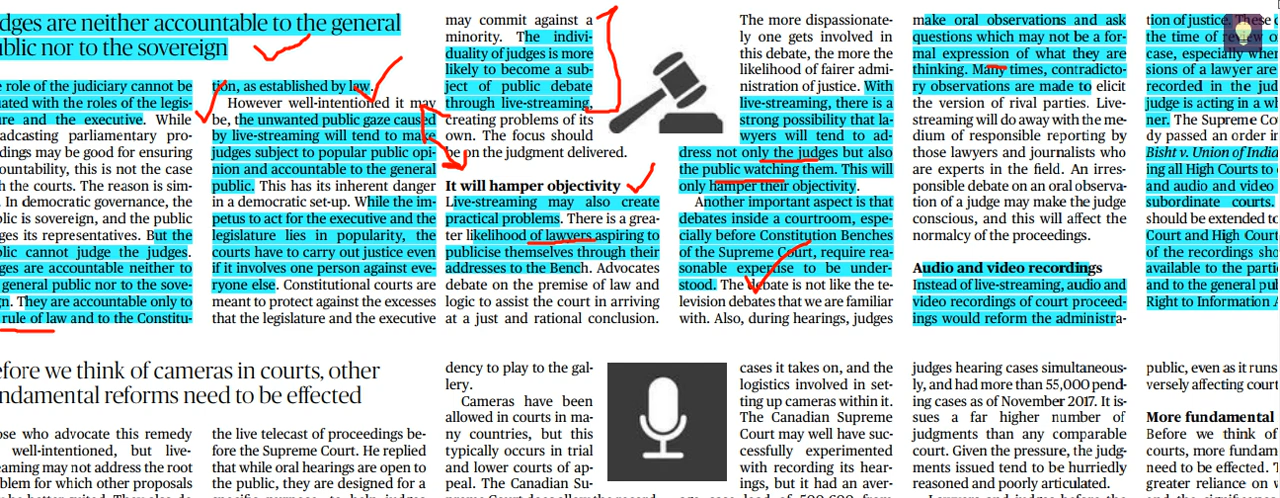 dges are neither accountable to the general
ublic nor to the sovereign
e role of the judiciary cannot be
ated with the roles of the legis-
re and the executive. While
adcasting parliamentary pro-
dings may be good for ensuring
ountability, this is not the case
h the courts. The reason is sim-
. In democratic governance, the
blic is sovereign, and the public
ges its representatives. But the
blic cannot judge the judges.
ges are accountable neither to
general public nor to the sove-
gn. They are accountable only to
rule of law and to the Constitu-
tion, as established by law.
However well-intentioned it may
be, the unwanted public gaze caused
by live-streaming will tend to make
judges subject to popular public opi-
nion and accountable to the general
public. This has its inherent danger
in a democratic set-up. While the im-
petus to act for the executive and the
legislature lies in popularity, the
courts have to carry out justice even
if it involves one person against eve-
ryone else. Constitutional courts are
meant to protect against the excesses
that the legislature and the executive
may commit against a
minority. The indivi-
duality of judges is more
likely to become a sub-
ject of public debate
through live-streaming,
creating problems of its
own. The focus should
be on the judgment delivered.
It will hamper objectivity
Live-streaming may also create
practical problems. There is a grea-
ter likelihood of lawyers aspiring to
publicise themselves through their
addresses to the Bench. Advocates
debate on the premise of law and
logic to assist the court in arriving
at a just and rational conclusion.
The more dispassionate-
ly one gets involved in
this debate, the more the
likelihood of fairer admi-
nistration of justice. With
live-streaming, there is a
strong possibility that la-
wyers will tend to ad-
dress not only the judges but also
the public watching them. This will
only hamper their objectivity.
Another important aspect is that
debates inside a courtroom, espe-
cially before Constitution Benches
of the Supreme Court, require rea-
sonable expertise to be under-
stood. The debate is not like the te-
levision debates that we are familiar
with. Also, during hearings, judges
make oral observations and ask
questions which may not be a for-
mal expression of what they are
thinking. Many times, contradicto-
ry observations are made to elicit
the version of rival parties. Live-
streaming will do away with the me-
dium of responsible reporting by
those lawyers and journalists who
are experts in the field. An irres-
ponsible debate on an oral observa-
tion of a judge may make the judge
conscious, and this will affect the
normalcy of the proceedings.
Audio and video recordings
Instead of live-streaming, audio and
video recordings of court proceed-
ings would reform the administra-
tion of justice. These
the time of review o
case, especially when
sions of a lawyer are
recorded in the jud
judge is acting in a wi
ner. The Supreme Co
dy passed an order in
Bisht v. Union of India
ing all High Courts to
and audio and video
subordinate courts.
should be extended to
Court and High Court
of the recordings sho
available to the parti
and to the general pul
Right to Information A
efore we think of cameras in courts, other
ndamental reforms need to be effected
ose who advocate this remedy
well-intentioned, but live-
eaming may not address the root
blem for which other proposals
the live telecast of proceedings be-
fore the Supreme Court. He replied
that while oral hearings are open to
the public, they are designed for a
dency to play to the gal-
lery.
Cameras have been
allowed in courts in ma-
ny countries, but this
typically occurs in trial
and lower courts of ap-
peal. The Canadian Su-
cases it takes on, and the
logistics involved in set-
ting up cameras within it.
The Canadian Supreme
Court may well have suc-
cessfully experimented
with recording its hear-
ings, but it had an aver-
judges hearing cases simultaneous-
ly, and had more than 55,000 pend-
ing cases as of November 2017. It is-
sues a far higher number of
judgments than any comparable
court. Given the pressure, the judg-
ments issued tend to be hurriedly
reasoned and poorly articulated.
public, even as it runs
versely affecting court
More fundamental
Before we think of
courts, more fundam
need to be effected. T
greater reliance on